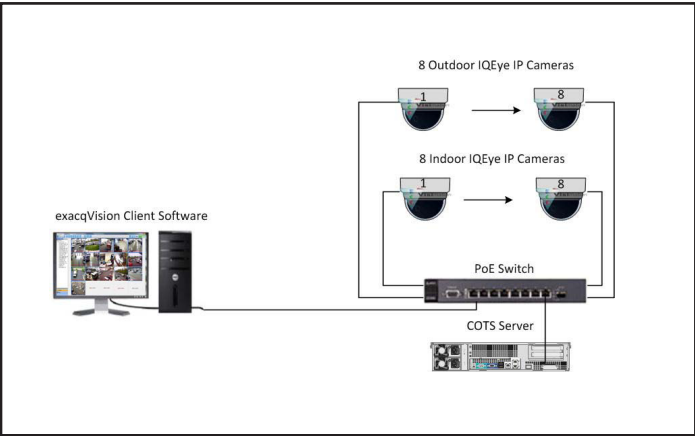 8 Outdoor IQEye IP Cameras
1 8
8 Indoor IQEye IP Cameras
1 8
exacqVision Client Software
PoE Switch
COTS Server